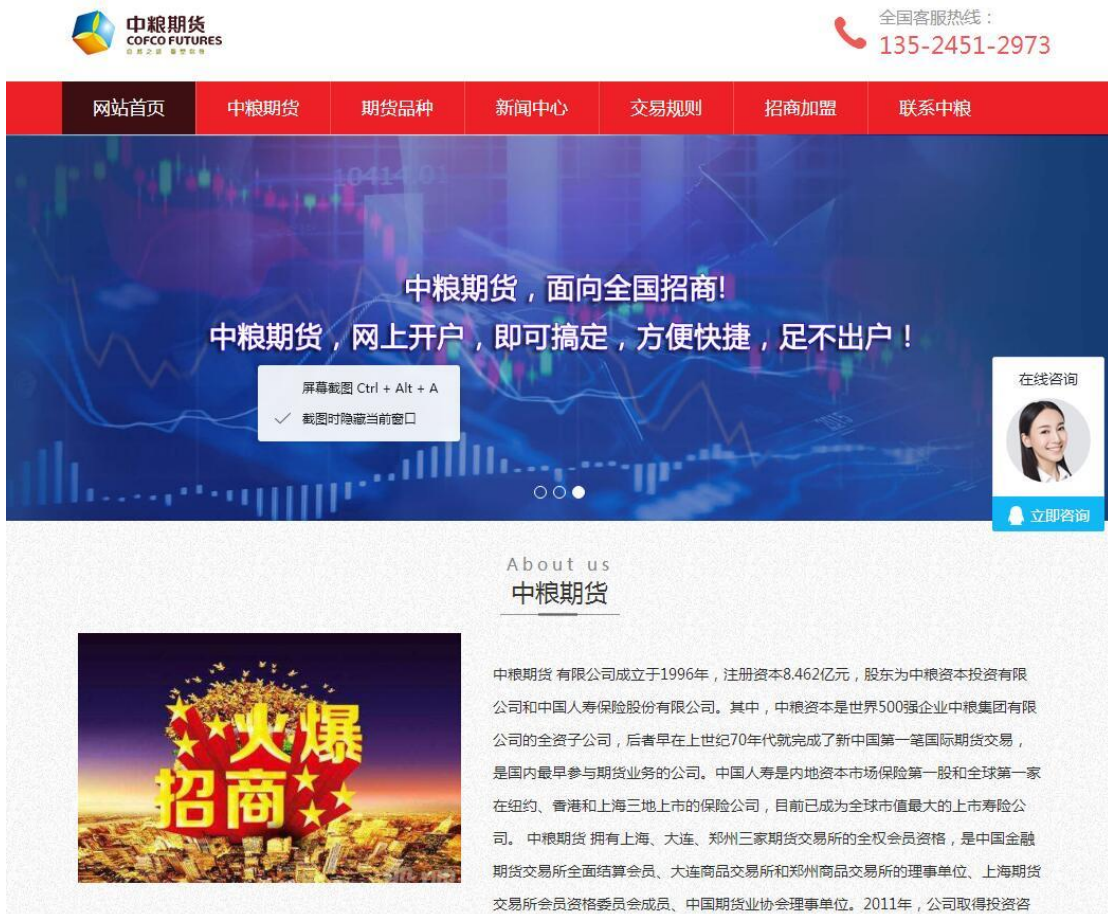 中粮期货
COFCO FUTURES
全国客服热线：
135-2451-2973
网站首页 中粮期货 期货品种 新闻中心 交易规则 招商加盟 联系中粮
10414.01
中粮期货，面向全国招商!
中粮期货，网上开户，即可搞定，方便快捷，足不出户！
屏幕截图 Ctrl + Alt + A
截图时隐藏当前窗口
在线咨询
立即咨询
About us
中粮期货
火爆
招商
中粮期货 有限公司成立于1996年，注册资本8.462亿元，股东为中粮资本投资有限
公司和中国人寿保险股份有限公司。其中，中粮资本是世界500强企业中粮集团有限
公司的全资子公司，后者早在上世纪70年代就完成了新中国第一笔国际期货交易，
是国内最早参与期货业务的公司。中国人寿是内地资本市场保险第一股和全球第一家
在纽约、香港和上海三地上市的保险公司，目前已成为全球市值最大的上市寿险公
司。 中粮期货 拥有上海、大连、郑州三家期货交易所的全权会员资格，是中国金融
期货交易所全面结算会员、大连商品交易所和郑州商品交易所的理事单位、上海期货
交易所会员资格委员会成员、中国期货业协会理事单位。2011年，公司取得投资咨